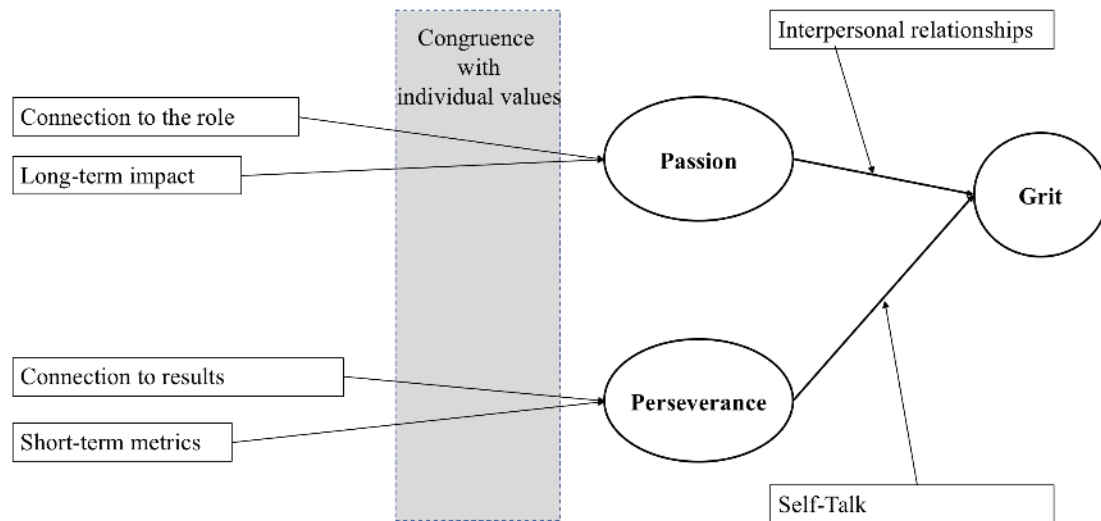 Interpersonal relationships
Congruence
with
individual values
Connection to the role
Long-term impact
Passion
Grit
Connection to results
Short-term metrics
Perseverance
Self-Talk